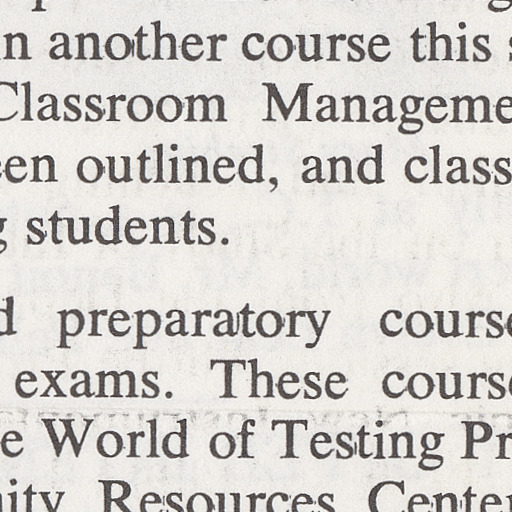 in another course this
Classroom Manageme
een outlined, and class
g students.
d preparatory course
exams. These course
e World of Testing Pr
nity Resources Center